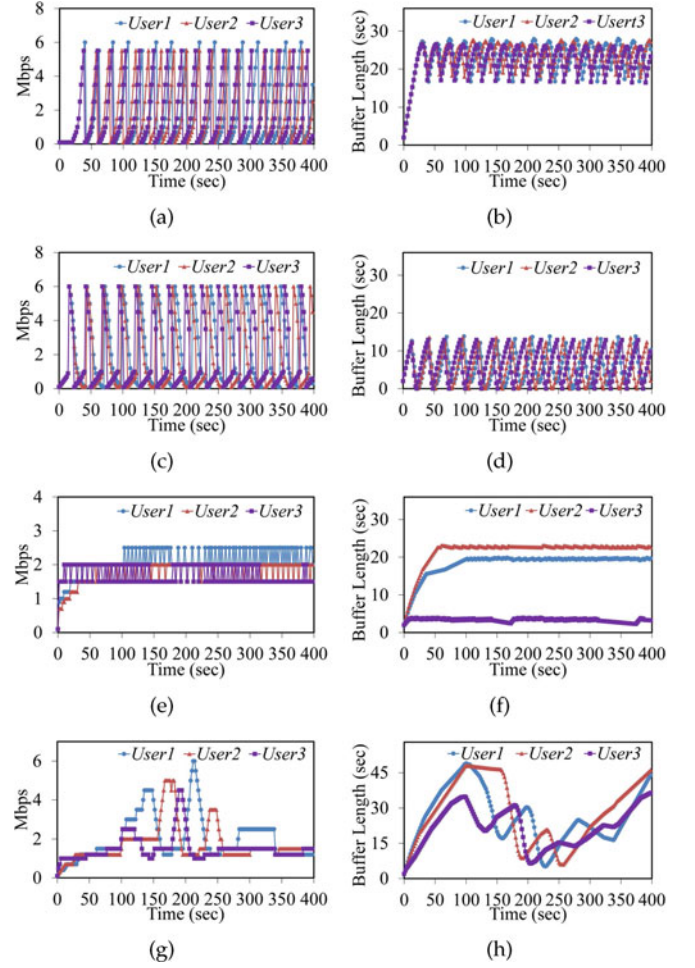 User1 User2 User3
Mbps
8
6
4
2
0
0 50 100 150 200 250 300 350 400
Time (sec)
(a)
User1 User2 Usert3
Buffer Length (sec)
30
20
10
0
0 50 100 150 200 250 300 350 400
Time (sec)
(b)
User1 User2 User3
Mbps
8
6
4
2
0
0 50 100 150 200 250 300 350 400
Time (sec)
(c)
User1 User2 User3
Buffer Length (sec)
30
20
10
0
0 50 100 150 200 250 300 350 400
Time (sec)
(d)
User1 User2 User3
Mbps
4
3
2
1
0
0 50 100 150 200 250 300 350 400
Time (sec)
(e)
User1 User2 User3
Buffer Length (sec)
30
20
10
0
0 50 100 150 200 250 300 350 400
Time (sec)
(f)
User1 User2 User3
Mbps
6
4
2
0
0 50 100 150 200 250 300 350 400
Time (sec)
(g)
User1 User2 User3
Buffer Length (sec)
45
30
15
0
0 50 100 150 200 250 300 350 400
Time (sec)
(h)